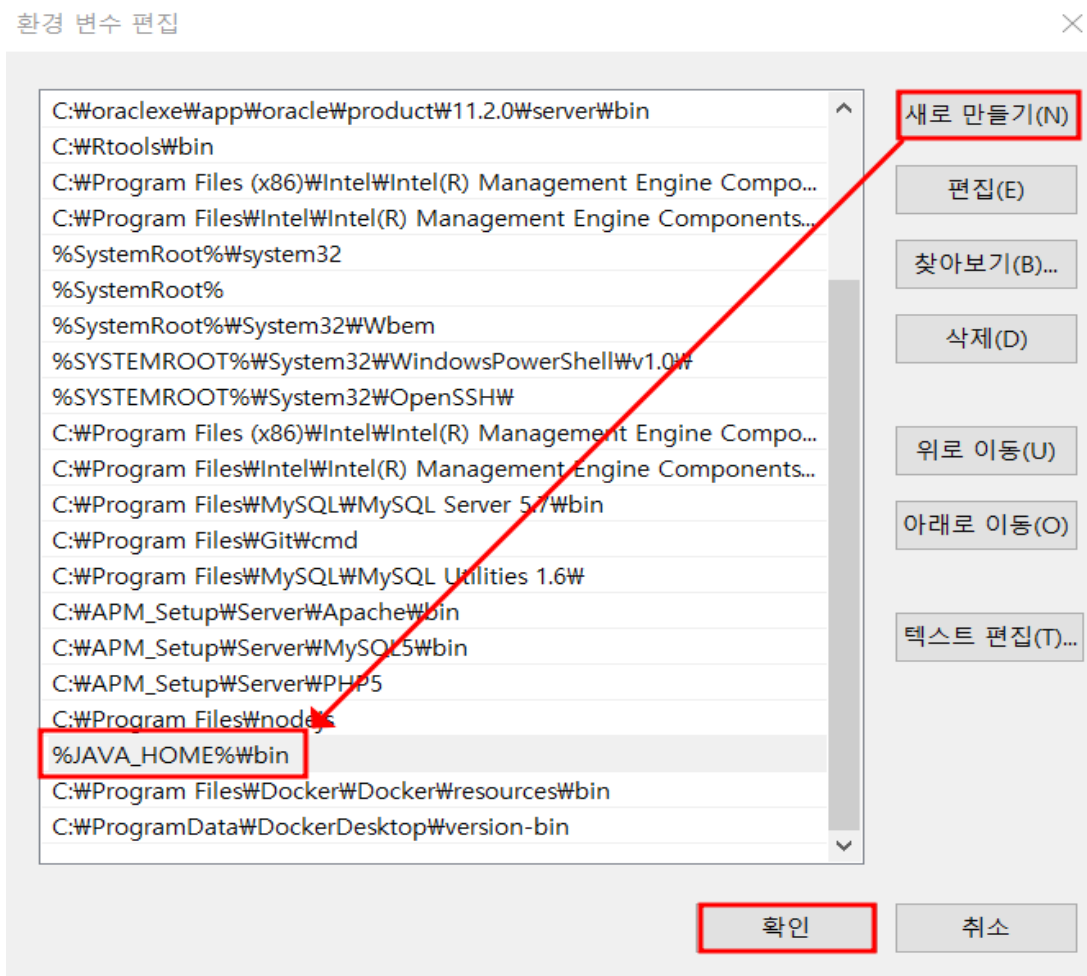 환경 변수 편집
C:₩oraclexe₩app₩oracle₩product₩11.2.0₩server₩bin
C:₩Rtools₩bin
C:₩Program Files (x86)₩Intel₩Intel(R) Management Engine Compo...
C:₩Program Files₩Intel₩Intel(R) Management Engine Components...
%SystemRoot%₩system32
%SystemRoot%
%SystemRoot%₩System32₩Wbem
%SYSTEMROOT%₩System32₩WindowsPowerShell₩v1.0₩
%SYSTEMROOT%₩System32₩OpenSSH₩
C:₩Program Files (x86)₩Intel₩Intel(R) Management Engine Compo...
C:₩Program Files₩Intel₩Intel(R) Management Engine Components...
C:₩Program Files₩MySQL₩MySQL Server 5.7₩bin
C:₩Program Files₩Git₩cmd
C:₩Program Files₩MySQL₩MySQL Utilities 1.6₩
C:₩APM_Setup₩Server₩Apache₩bin
C:₩APM_Setup₩Server₩MySQL5₩bin
C:₩APM_Setup₩Server₩PHP5
C:₩Program Files₩nodejs
%JAVA_HOME%₩bin
C:₩Program Files₩Docker₩Docker₩resources₩bin
C:₩ProgramData₩DockerDesktop₩version-bin
새로 만들기(N)
편집(E)
찾아보기(B)...
삭제(D)
위로 이동(U)
아래로 이동(O)
텍스트 편집(T)...
확인
취소